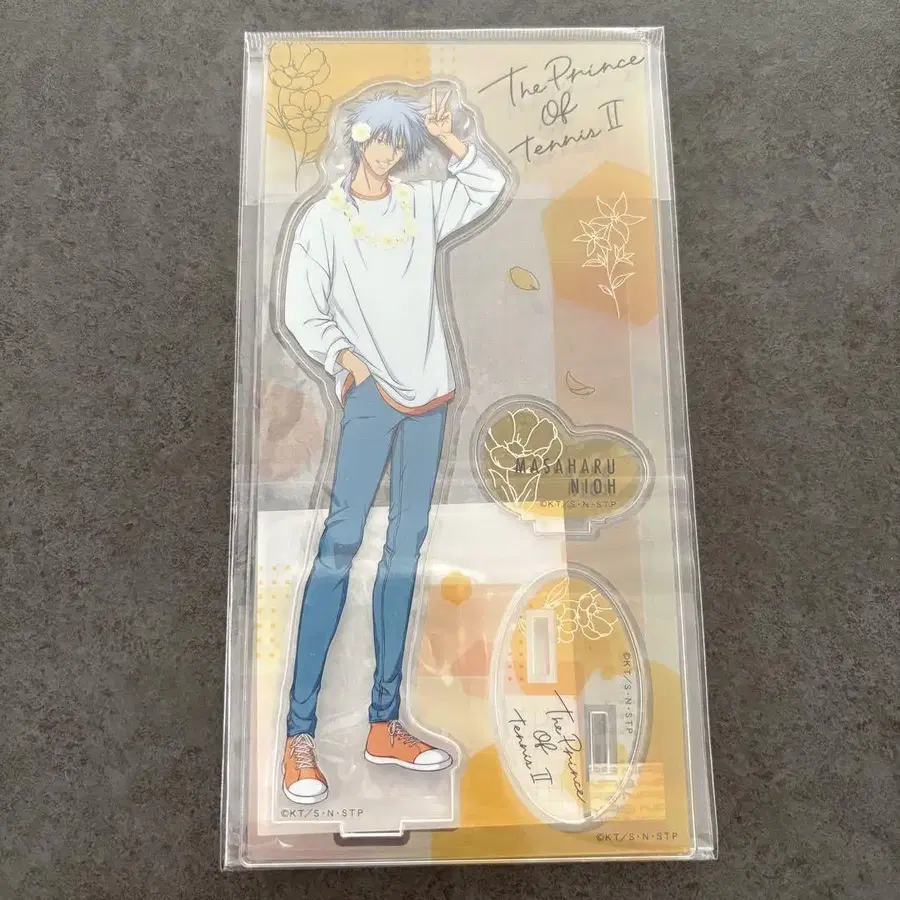 The Prince
Of
tennis II
MASAHARU
NIOH
©KT/S・N・STP
©KT/S・N・STP
The Prince
Of
tennis II
©KT/S・N・STP
©KT/S・N・STP